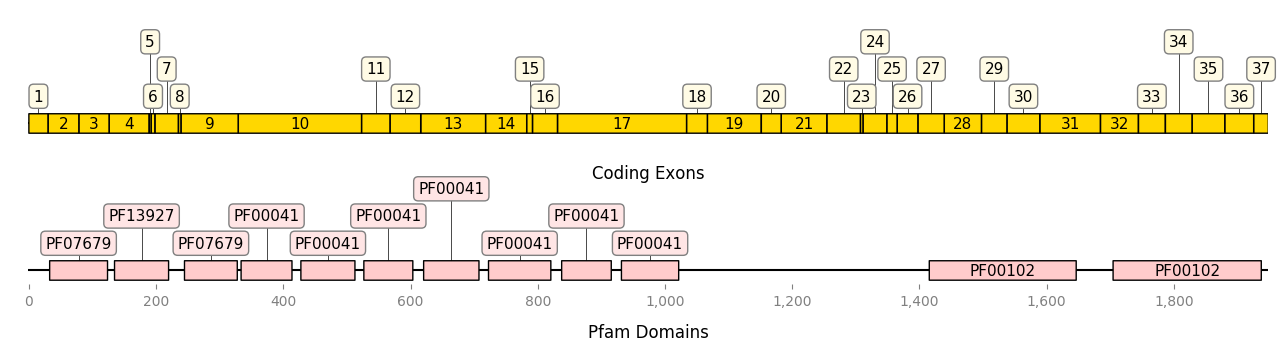 5 24 34
7 11 15 22 25 27 29 35 37
1 6 8 12 16 18 20 23 26 30 33 36
2 3 4 9 10 13 14 17 19 21 28 31 32
Coding Exons
PF00041
PF13927 PF00041 PF00041 PF00041
PF07679 PF07679 PF00041 PF00041 PF00041
PF00102 PF00102
0 200 400 600 800 1,000 1,200 1,400 1,600 1,800
Pfam Domains